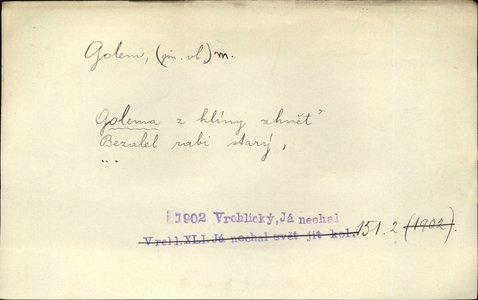 Golem, (jm. vl.) m.
Golema z hlíny zhnět'
Bezalel rabi starý,
...
1902 Vrchlický, Já nechal
Vrchl. XLI. Já nechal svět jít kol. 151. 2 (1902).